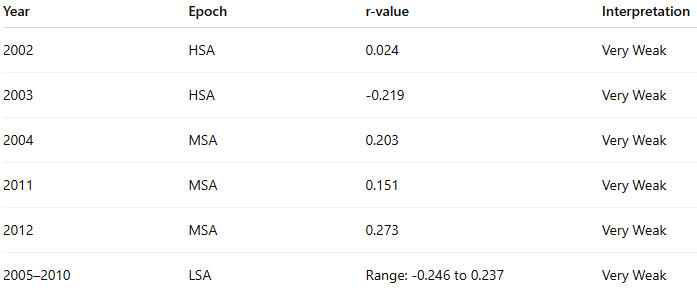 Year Epoch r-value Interpretation
2002 HSA 0.024 Very Weak
2003 HSA -0.219 Very Weak
2004 MSA 0.203 Very Weak
2011 MSA 0.151 Very Weak
2012 MSA 0.273 Very Weak
2005–2010 LSA Range: -0.246 to 0.237 Very Weak